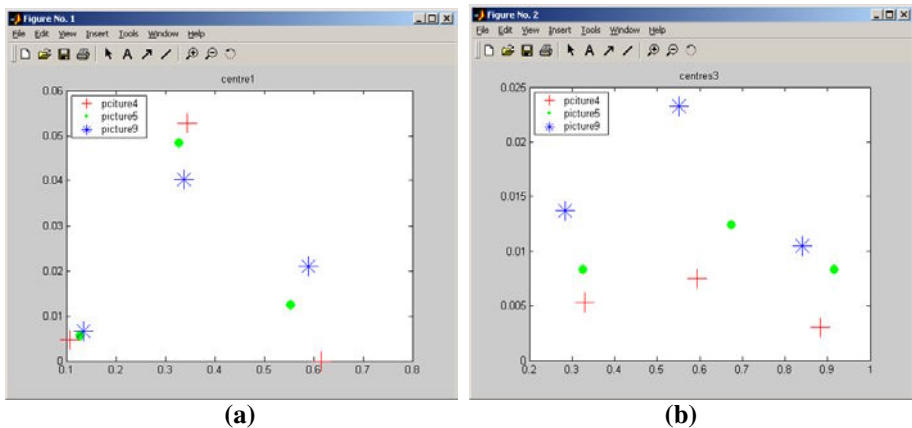 Figure No. 1
File Edit View Insert Tools Window Help
centre1
0.06
0.05
0.04
0.03
0.02
0.01
0
0.1 0.2 0.3 0.4 0.5 0.6 0.7 0.8
pciture4
picture5
picture9
(a)
Figure No. 2
File Edit View Insert Tools Window Help
centres3
0.025
0.02
0.015
0.01
0.005
0
0.2 0.3 0.4 0.5 0.6 0.7 0.8 0.9 1
pciture4
picture5
picture9
(b)